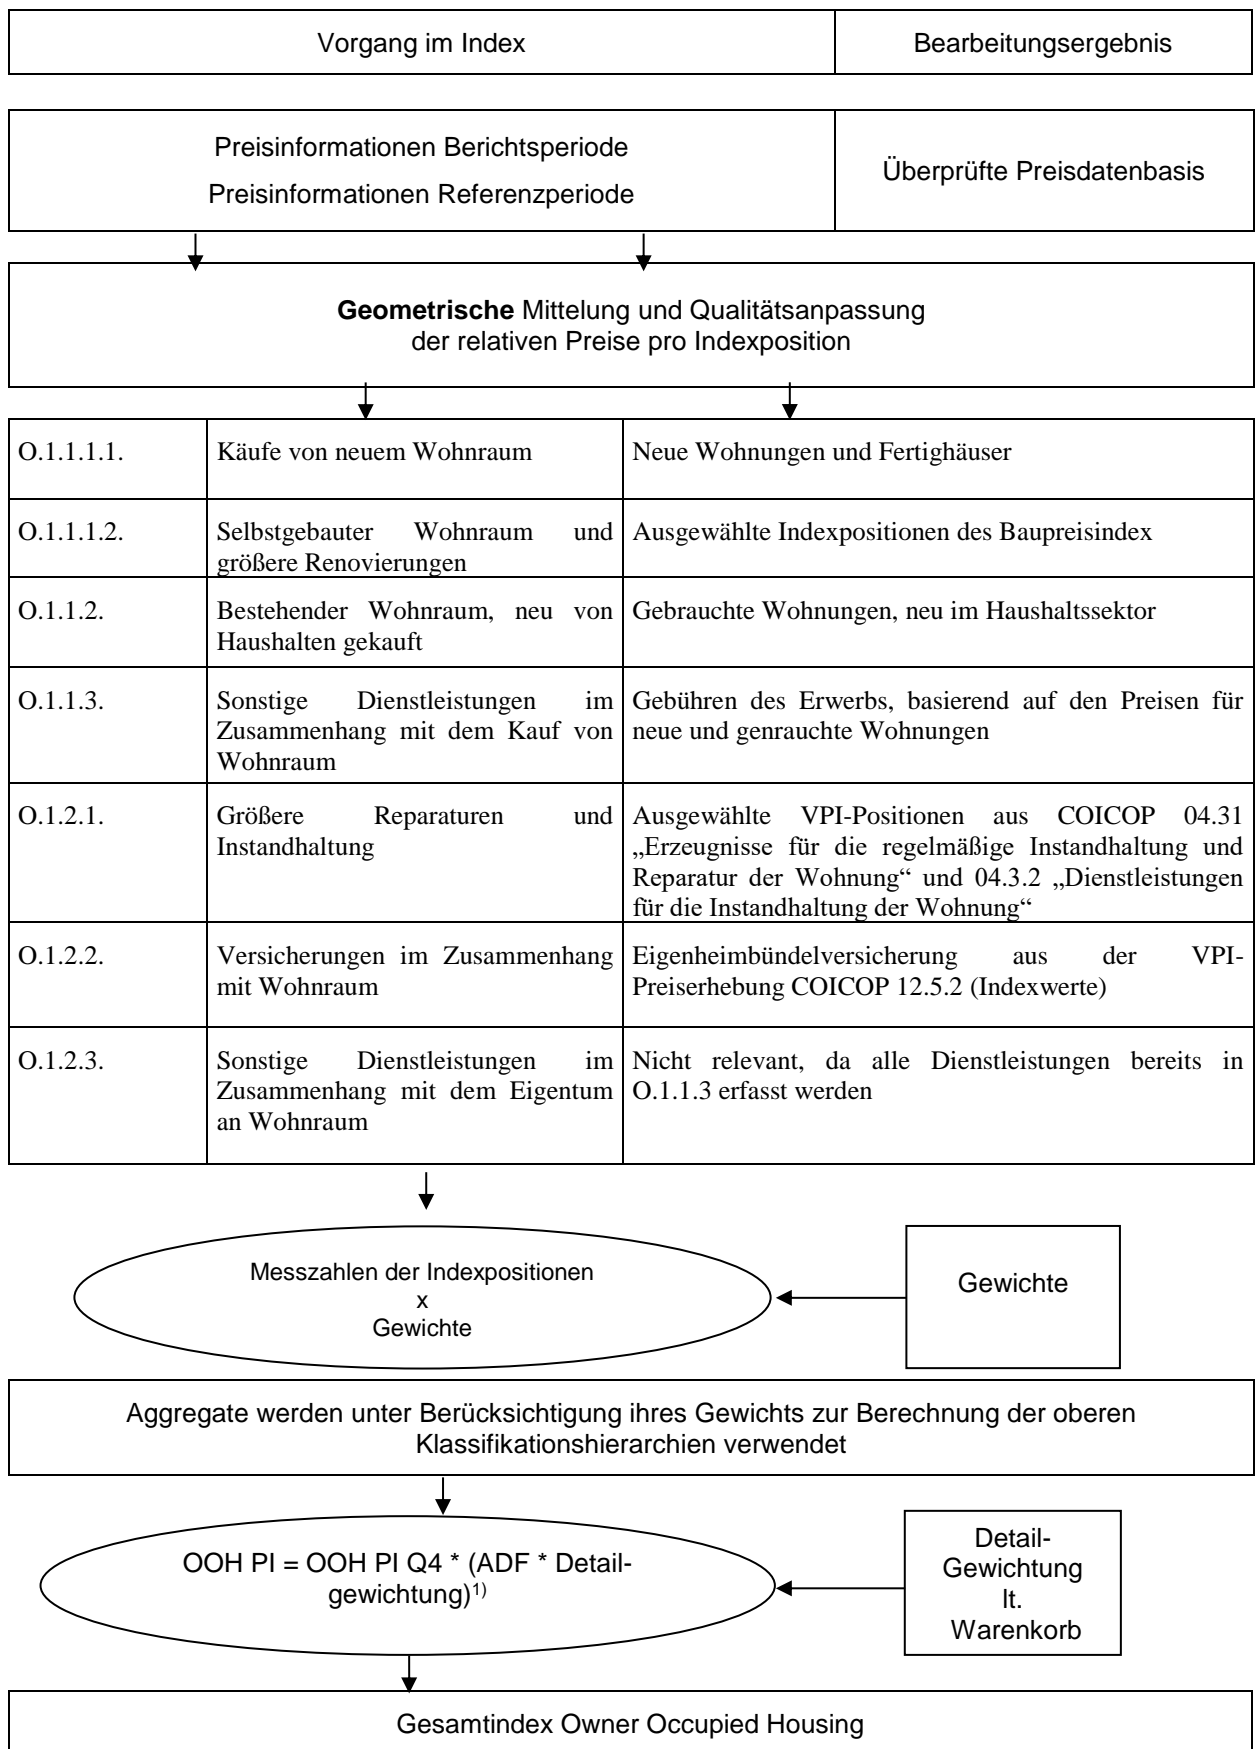 Vorgang im Index
Bearbeitungsergebnis
Preisinformationen Berichtsperiode
Preisinformationen Referenzperiode
Überprüfte Preisdatenbasis
Geometrische Mittelung und Qualitätsanpassung
der relativen Preise pro Indexposition
O.1.1.1.1.
Käufe von neuem Wohnraum
Neue Wohnungen und Fertighäuser
O.1.1.1.2.
Selbstgebauter Wohnraum und
größere Renovierungen
Ausgewählte Indexpositionen des Baupreisindex
O.1.1.2.
Bestehender Wohnraum, neu von
Haushalten gekauft
Gebrauchte Wohnungen, neu im Haushaltssektor
O.1.1.3.
Sonstige Dienstleistungen im
Zusammenhang mit dem Kauf von
Wohnraum
Gebühren des Erwerbs, basierend auf den Preisen für
neue und genrauchte Wohnungen
O.1.2.1.
Größere Reparaturen und
Instandhaltung
Ausgewählte VPI-Positionen aus COICOP 04.31
„Erzeugnisse für die regelmäßige Instandhaltung und
Reparatur der Wohnung“ und 04.3.2 „Dienstleistungen
für die Instandhaltung der Wohnung“
O.1.2.2.
Versicherungen im Zusammenhang
mit Wohnraum
Eigenheimbündelversicherung aus der VPI-
Preiserhebung COICOP 12.5.2 (Indexwerte)
O.1.2.3.
Sonstige Dienstleistungen im
Zusammenhang mit dem Eigentum
an Wohnraum
Nicht relevant, da alle Dienstleistungen bereits in
O.1.1.3 erfasst werden
Messzahlen der Indexpositionen
x
Gewichte
Gewichte
Aggregate werden unter Berücksichtigung ihres Gewichts zur Berechnung der oberen
Klassifikationshierarchien verwendet
OOH PI = OOH PI Q4 * (ADF * Detail-
gewichtung)¹⁾
Detail-
Gewichtung
lt.
Warenkorb
Gesamtindex Owner Occupied Housing